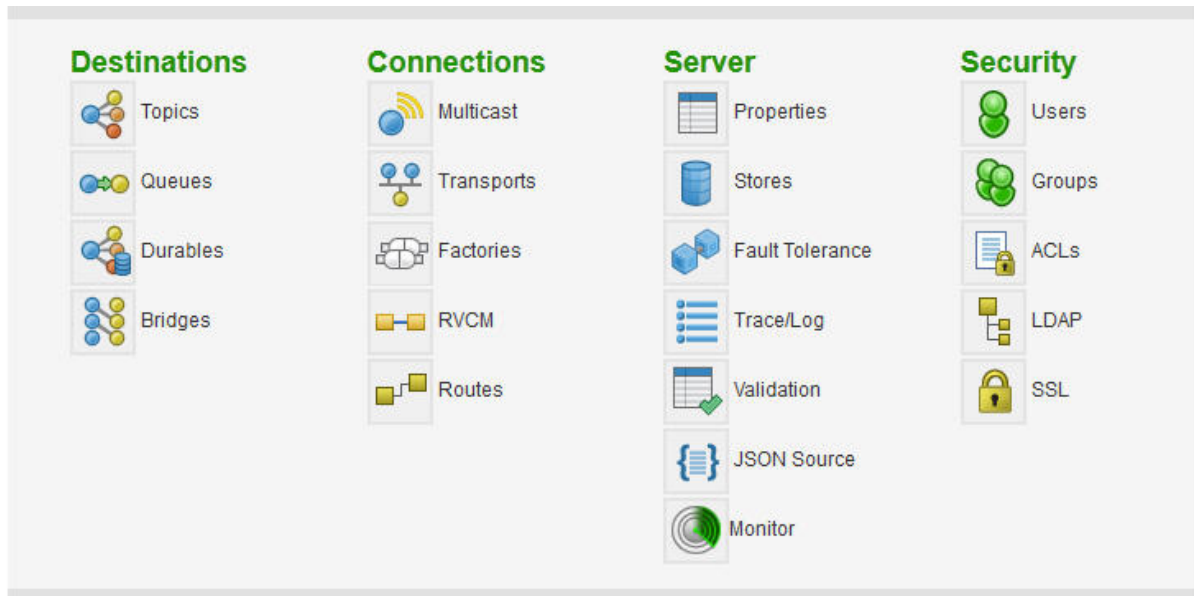 Destinations
Topics
Queues
Durables
Bridges
Connections
Multicast
Transports
Factories
RVCM
Routes
Server
Properties
Stores
Fault Tolerance
Trace/Log
Validation
JSON Source
Monitor
Security
Users
Groups
ACLs
LDAP
SSL